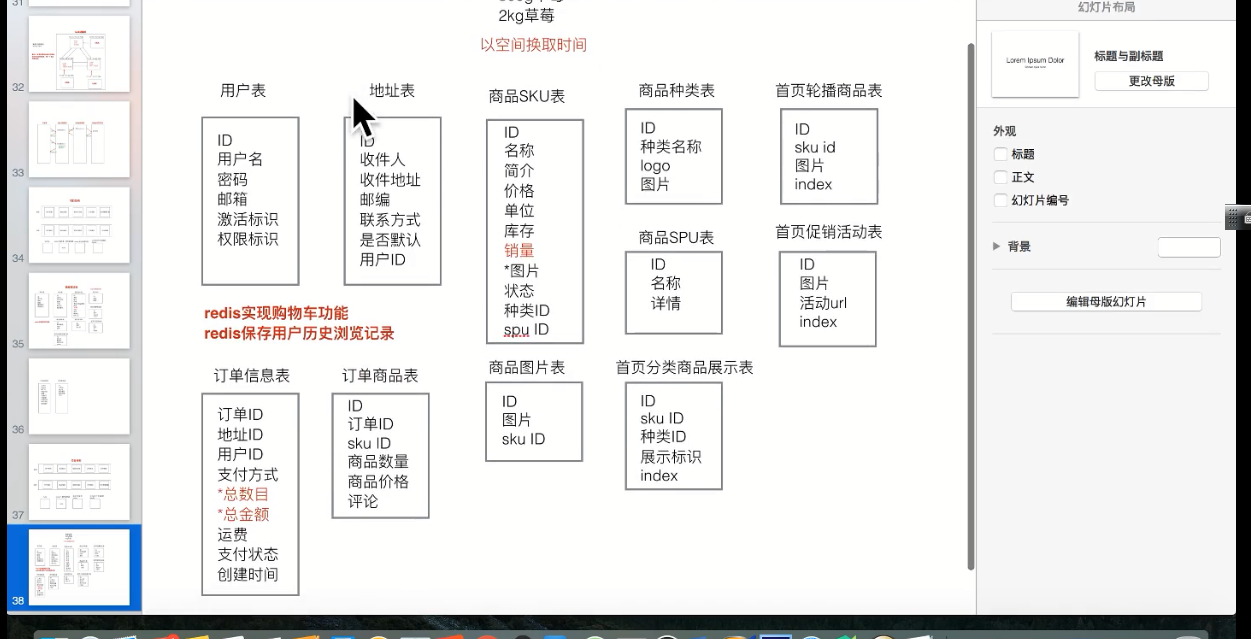 2kg草莓
以空间换取时间
用户表
ID
用户名
密码
邮箱
激活标识
权限标识
地址表
ID
收件人
收件地址
邮编
联系方式
是否默认
用户ID
商品SKU表
ID
名称
简介
价格
单位
库存
销量
*图片
状态
种类ID
spu ID
商品种类表
ID
种类名称
logo
图片
首页轮播商品表
ID
sku id
图片
index
商品SPU表
ID
名称
详情
首页促销活动表
ID
图片
活动url
index
redis实现购物车功能
redis保存用户历史浏览记录
订单信息表
订单ID
地址ID
用户ID
支付方式
*总数目
*总金额
运费
支付状态
创建时间
订单商品表
ID
订单ID
sku ID
商品数量
商品价格
评论
商品图片表
ID
图片
sku ID
首页分类商品展示表
ID
sku ID
种类ID
展示标识
index
31
32
33
34
35
36
37
38
幻灯片布局
Lorem Ipsum Dolor
标题与副标题
更改母版
外观
标题
正文
幻灯片编号
背景
编辑母版幻灯片